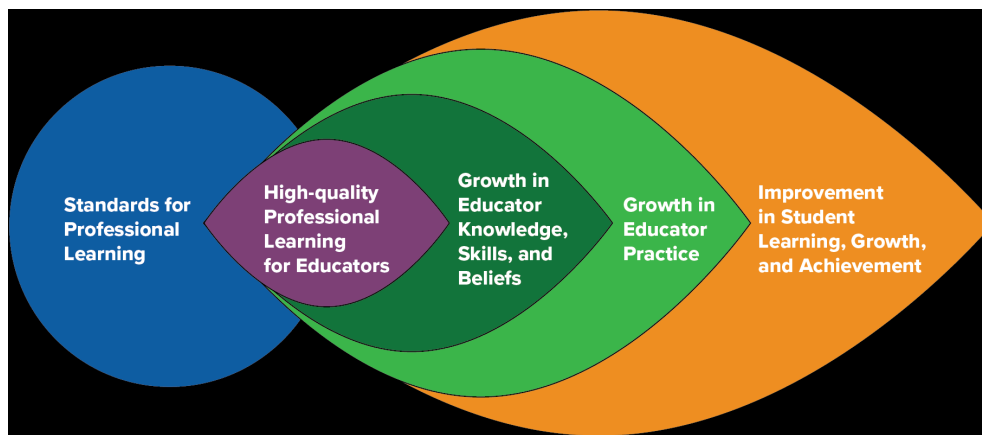 Standards for
Professional
Learning
High-quality
Professional
Learning
for Educators
Growth in
Educator
Knowledge,
Skills, and
Beliefs
Growth in
Educator
Practice
Improvement
in Student
Learning, Growth,
and Achievement